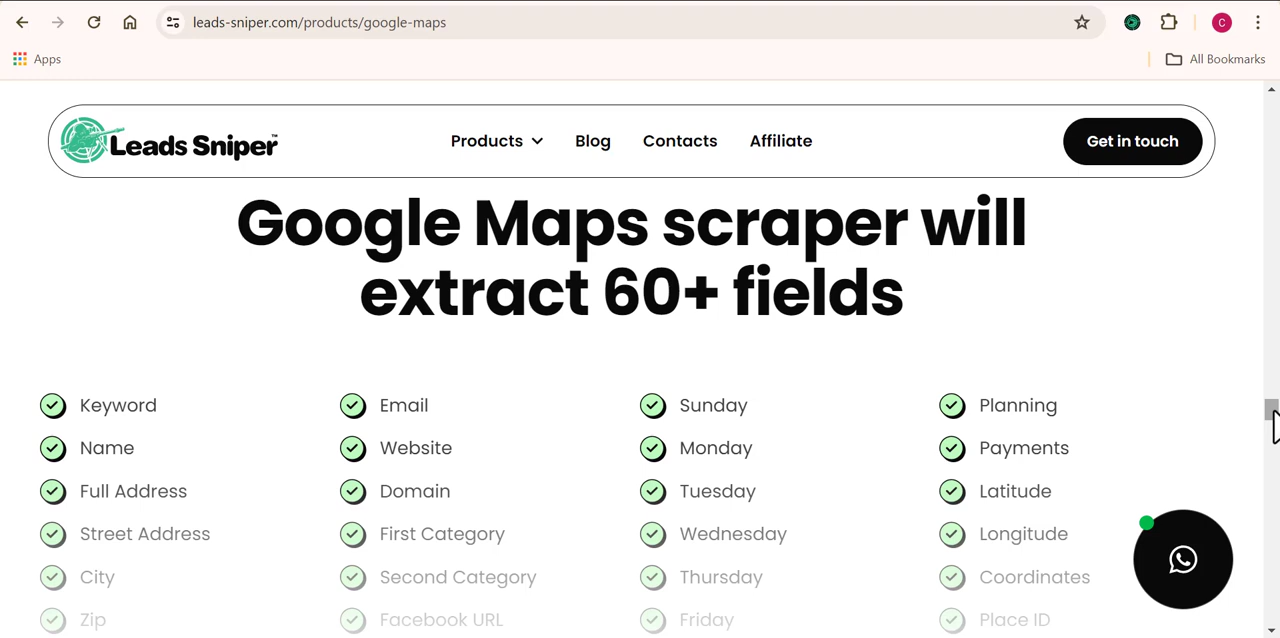 leads-sniper.com/products/google-maps
C
Apps
All Bookmarks
Leads Sniper™
Products
Blog
Contacts
Affiliate
Get in touch
Google Maps scraper will
extract 60+ fields
Keyword
Email
Sunday
Planning
Name
Website
Monday
Payments
Full Address
Domain
Tuesday
Latitude
Street Address
First Category
Wednesday
Longitude
City
Second Category
Thursday
Coordinates
Zip
Facebook URL
Friday
Place ID